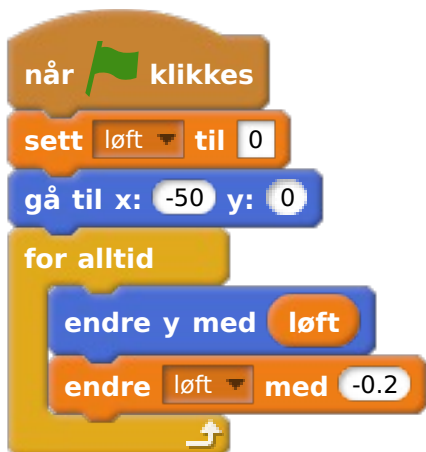 når klikkes
sett løft til 0
gå til x: -50 y: 0
for alltid
endre y med løft
endre løft med -0.2